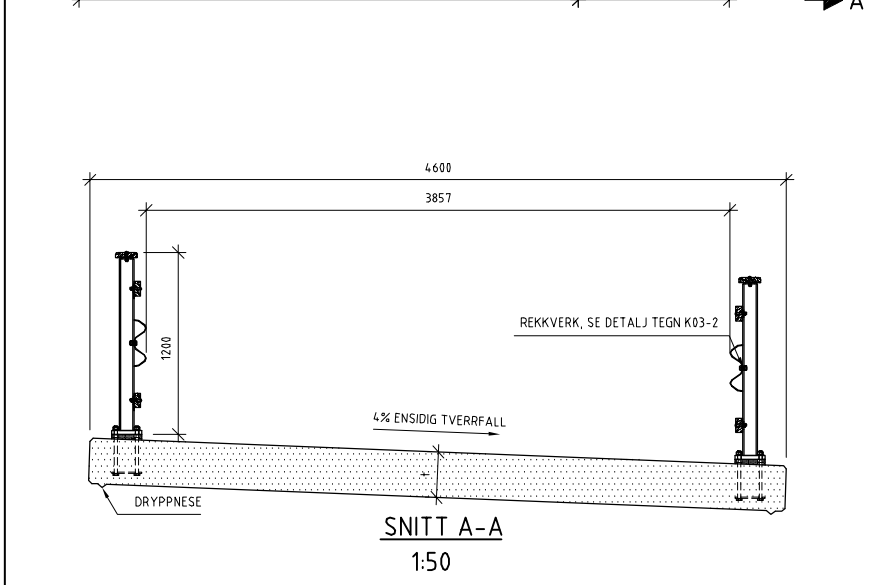 A
4600
3857
1200
REKKVERK, SE DETALJ TEGN K03-2
4% ENSIDIG TVERRFALL
t
DRYPPNESE
SNITT A-A
1:50